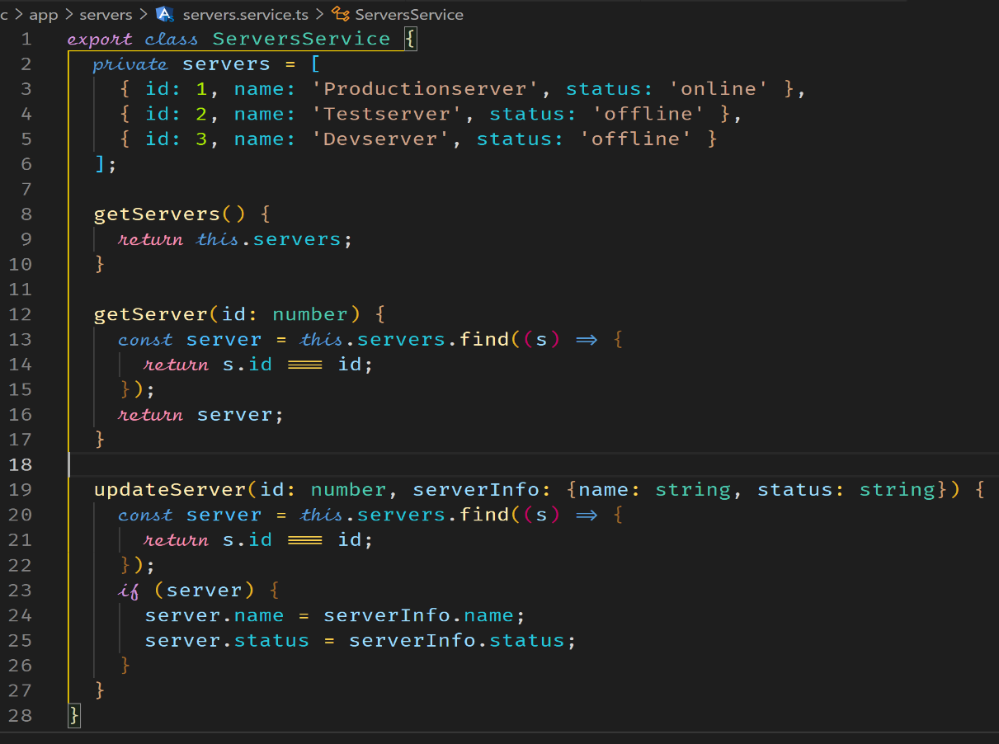 c > app > servers > servers.service.ts > ServersService
1 export class ServersService {
2   private servers = [
3     { id: 1, name: 'Productionserver', status: 'online' },
4     { id: 2, name: 'Testserver', status: 'offline' },
5     { id: 3, name: 'Devserver', status: 'offline' }
6   ];
7
8   getServers() {
9     return this.servers;
10   }
11
12   getServer(id: number) {
13     const server = this.servers.find((s) => {
14       return s.id === id;
15     });
16     return server;
17   }
18
19   updateServer(id: number, serverInfo: {name: string, status: string}) {
20     const server = this.servers.find((s) => {
21       return s.id === id;
22     });
23     if (server) {
24       server.name = serverInfo.name;
25       server.status = serverInfo.status;
26     }
27   }
28 }